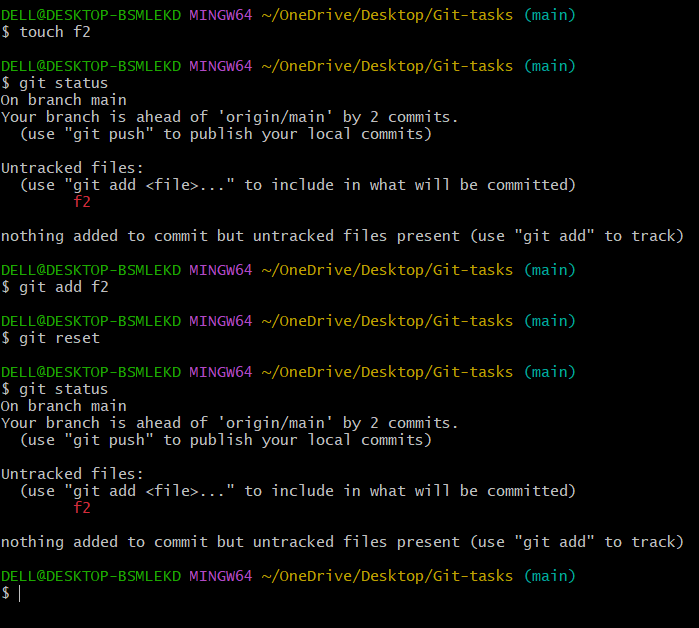 DELL@DESKTOP-BSMLEKD MINGW64 ~/OneDrive/Desktop/Git-tasks (main)
$ touch f2
DELL@DESKTOP-BSMLEKD MINGW64 ~/OneDrive/Desktop/Git-tasks (main)
$ git status
On branch main
Your branch is ahead of 'origin/main' by 2 commits.
  (use "git push" to publish your local commits)
Untracked files:
  (use "git add <file>..." to include in what will be committed)
        f2
nothing added to commit but untracked files present (use "git add" to track)
DELL@DESKTOP-BSMLEKD MINGW64 ~/OneDrive/Desktop/Git-tasks (main)
$ git add f2
DELL@DESKTOP-BSMLEKD MINGW64 ~/OneDrive/Desktop/Git-tasks (main)
$ git reset
DELL@DESKTOP-BSMLEKD MINGW64 ~/OneDrive/Desktop/Git-tasks (main)
$ git status
On branch main
Your branch is ahead of 'origin/main' by 2 commits.
  (use "git push" to publish your local commits)
Untracked files:
  (use "git add <file>..." to include in what will be committed)
        f2
nothing added to commit but untracked files present (use "git add" to track)
DELL@DESKTOP-BSMLEKD MINGW64 ~/OneDrive/Desktop/Git-tasks (main)
$